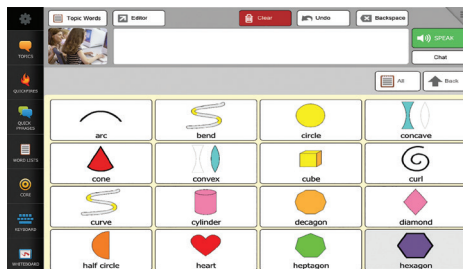 Topic Words Editor Clear Undo Backspace
SPEAK
TOPICS
Chat
All Back
QUICKFIRES
QUICK
PHRASES
arc bend circle concave
WORD LISTS
cone convex cube curl
CORE
curve cylinder decagon diamond
KEYBOARD
half circle heart heptagon hexagon
WHITEBOARD